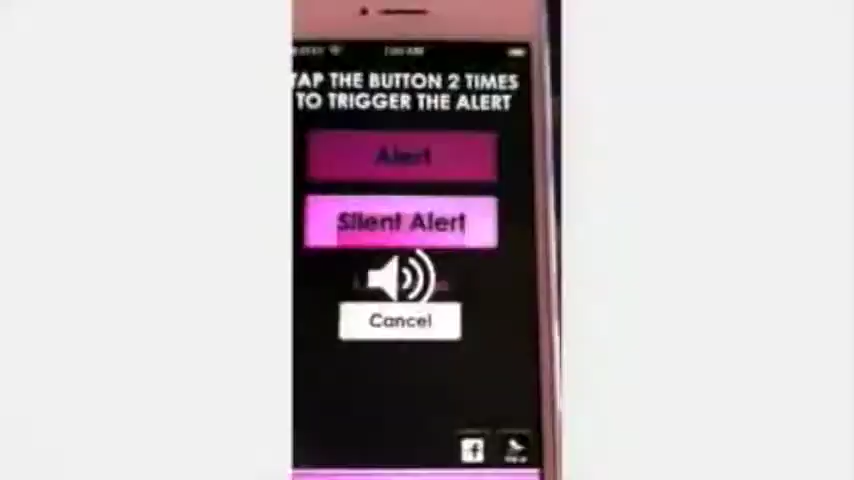 TAP THE BUTTON 2 TIMES
TO TRIGGER THE ALERT
Alert
Silent Alert
Cancel